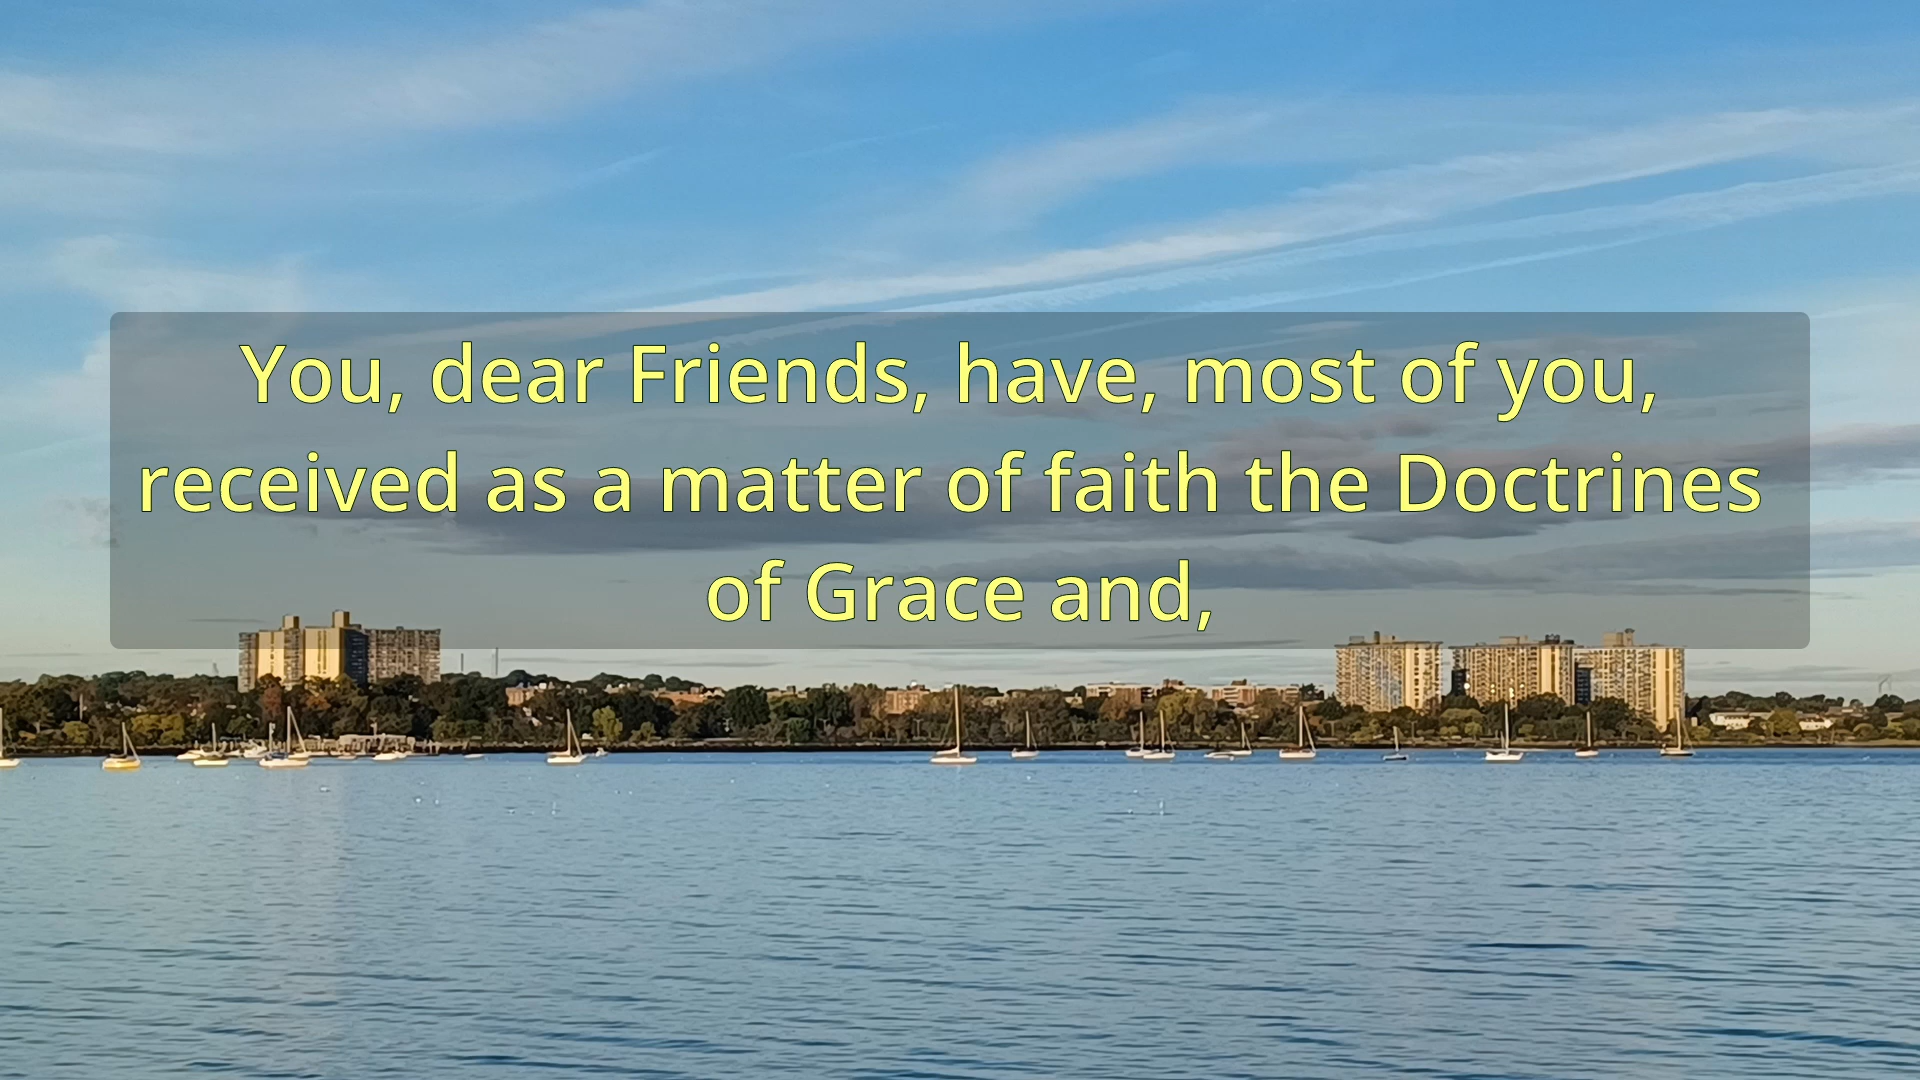 You, dear Friends, have, most of you,
received as a matter of faith the Doctrines
of Grace and,